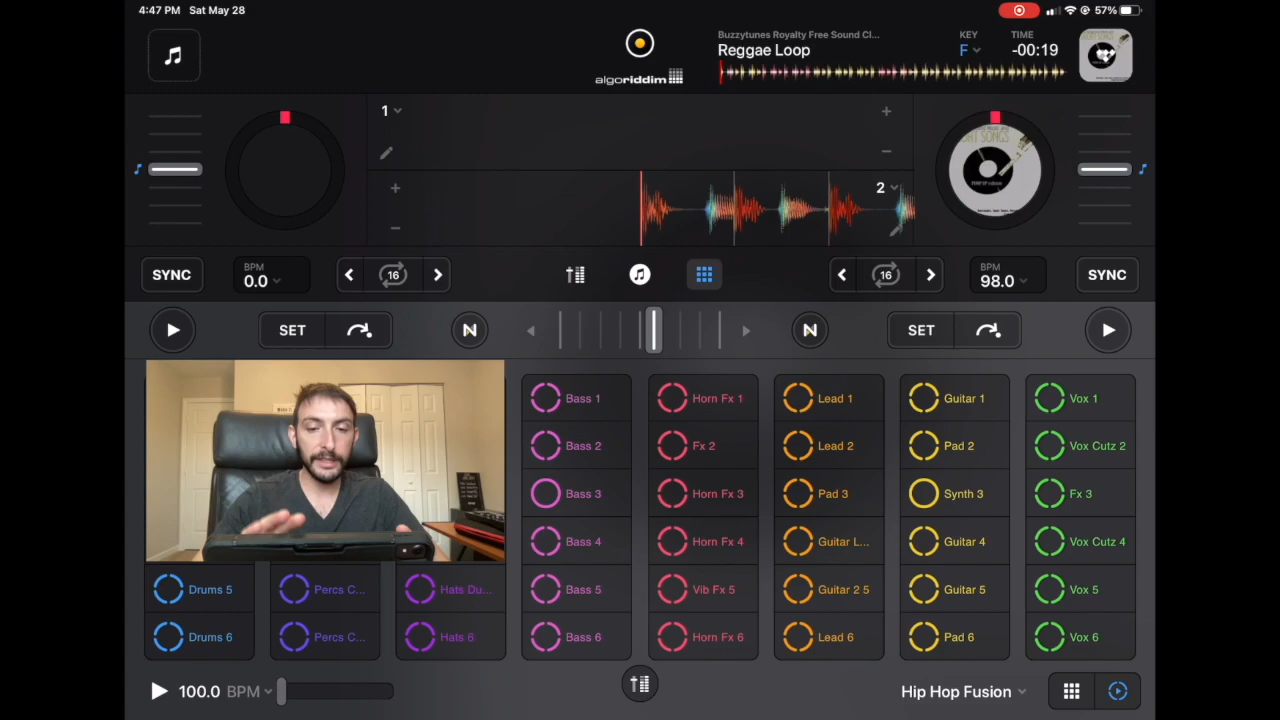 4:47 PM Sat May 28
57%
Buzzytunes Royalty Free Sound Cl...
Reggae Loop
KEY
F
TIME
-00:19
algoriddim
1
2
SYNC
BPM
0.0
16
16
BPM
98.0
SYNC
SET
N
N
SET
Bass 1
Horn Fx 1
Lead 1
Guitar 1
Vox 1
Bass 2
Fx 2
Lead 2
Pad 2
Vox Cutz 2
Bass 3
Horn Fx 3
Pad 3
Synth 3
Fx 3
Bass 4
Horn Fx 4
Guitar L...
Guitar 4
Vox Cutz 4
Drums 5
Percs C...
Hats Du...
Bass 5
Vib Fx 5
Guitar 2 5
Guitar 5
Vox 5
Drums 6
Percs C...
Hats 6
Bass 6
Horn Fx 6
Lead 6
Pad 6
Vox 6
100.0 BPM
Hip Hop Fusion